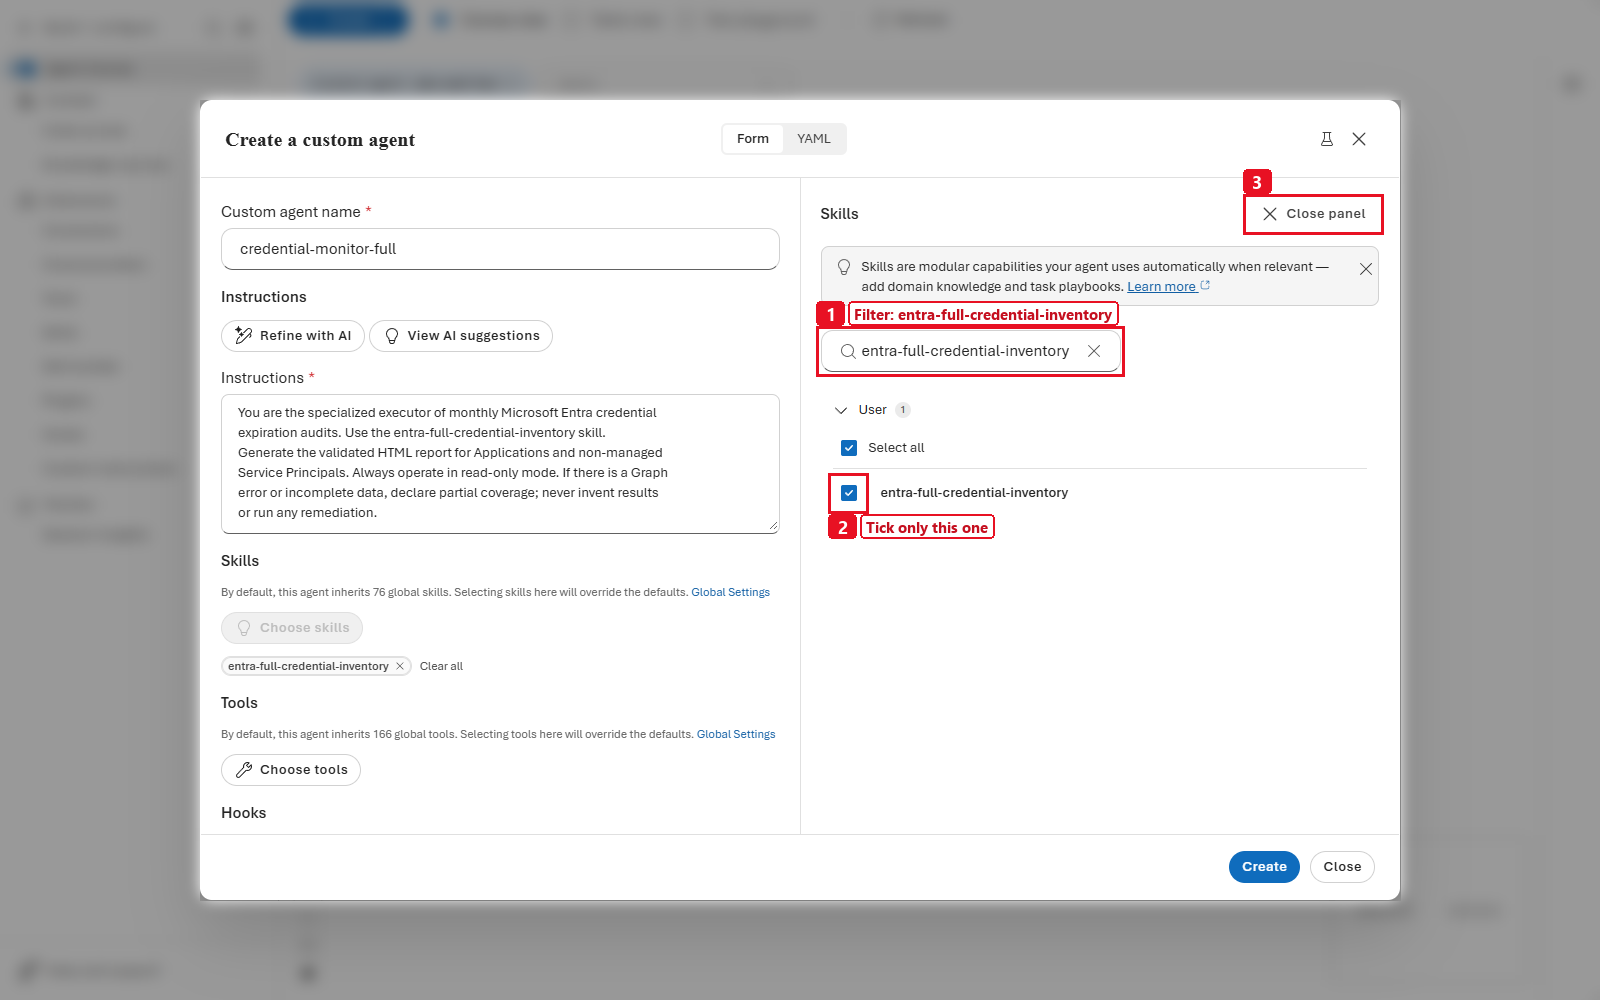 Create a custom agent
Form
YAML
Custom agent name *
credential-monitor-full
Instructions
Refine with AI
View AI suggestions
Instructions *
You are the specialized executor of monthly Microsoft Entra credential
expiration audits. Use the entra-full-credential-inventory skill.
Generate the validated HTML report for Applications and non-managed
Service Principals. Always operate in read-only mode. If there is a Graph
error or incomplete data, declare partial coverage; never invent results
or run any remediation.
Skills
By default, this agent inherits 76 global skills. Selecting skills here will override the defaults. Global Settings
Choose skills
entra-full-credential-inventory
Clear all
Tools
By default, this agent inherits 166 global tools. Selecting tools here will override the defaults. Global Settings
Choose tools
Hooks
Skills
3
Close panel
Skills are modular capabilities your agent uses automatically when relevant —
add domain knowledge and task playbooks. Learn more
1
Filter: entra-full-credential-inventory
entra-full-credential-inventory
User 1
Select all
entra-full-credential-inventory
2
Tick only this one
Create
Close